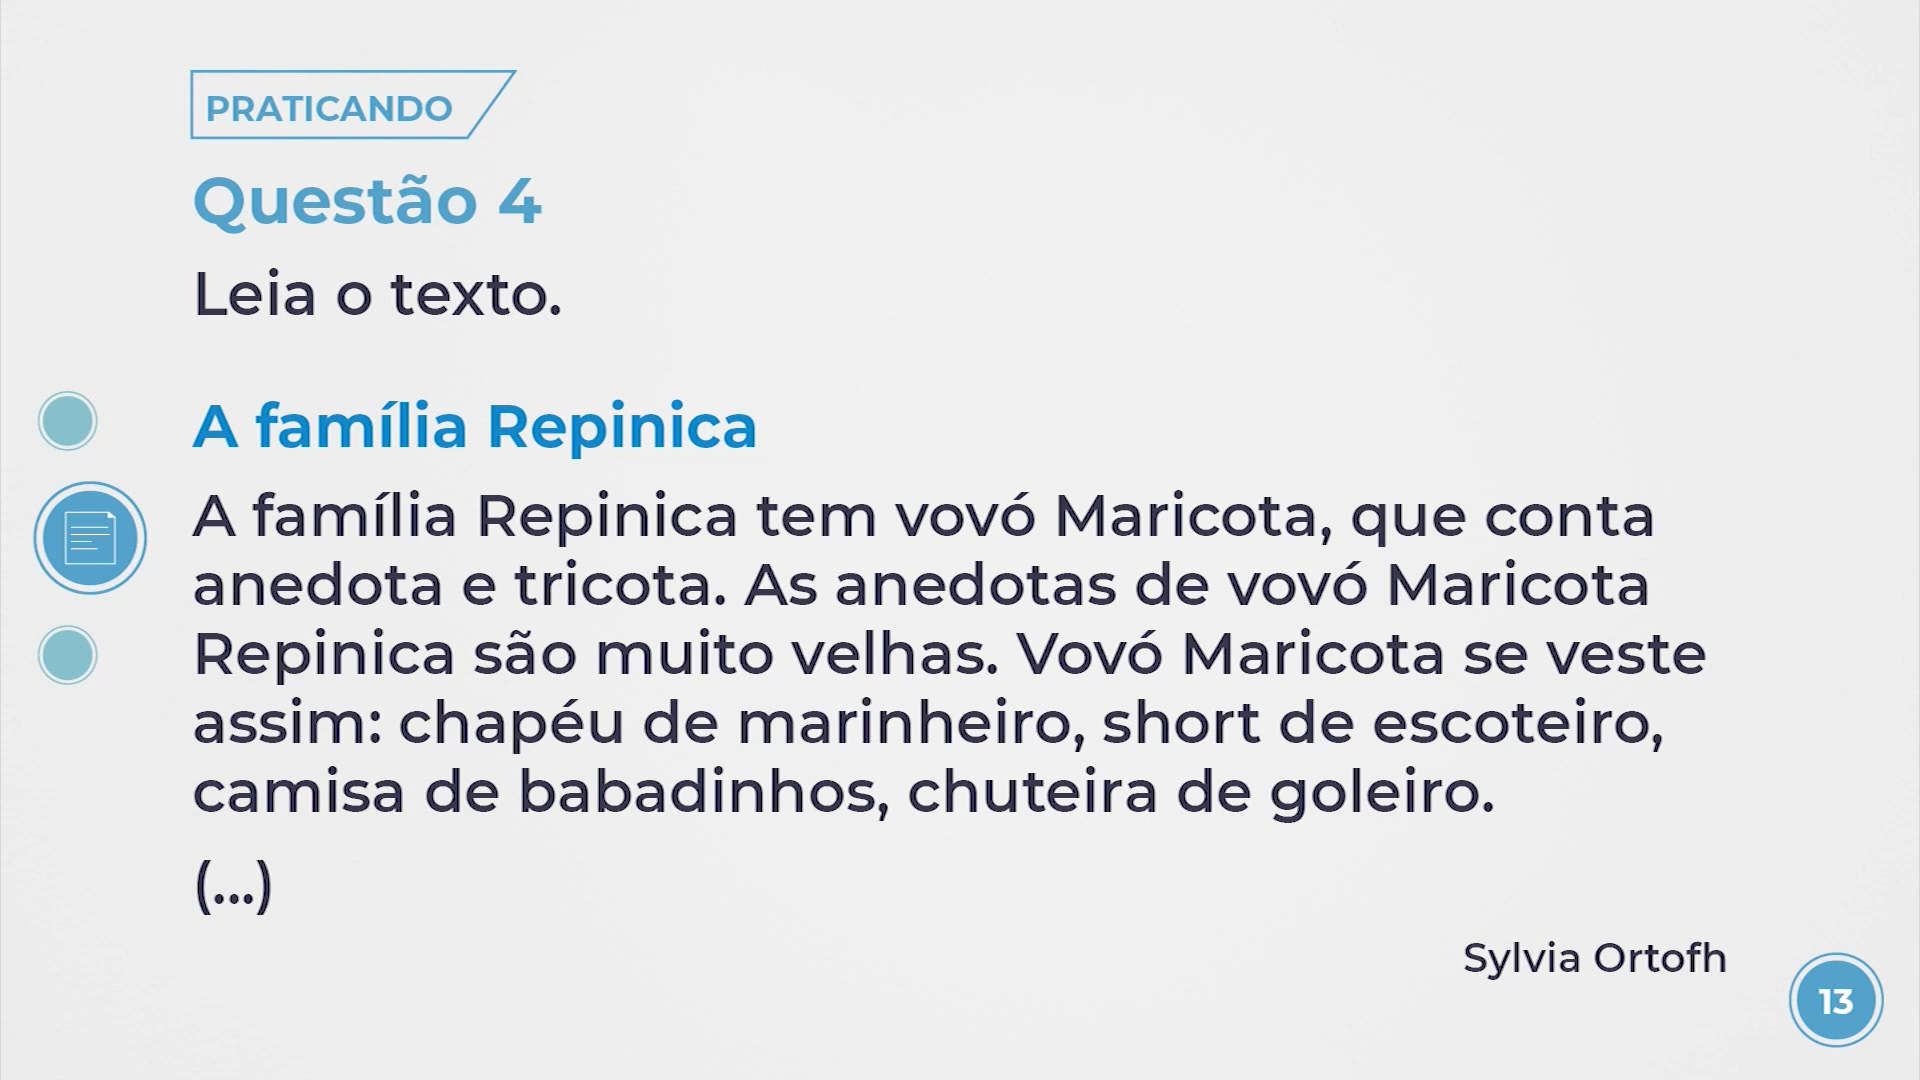 PRATICANDO
Questão 4
Leia o texto.
A família Repinica
A família Repinica tem vovó Maricota, que conta
anedota e tricota. As anedotas de vovó Maricota
Repinica são muito velhas. Vovó Maricota se veste
assim: chapéu de marinheiro, short de escoteiro,
camisa de babadinhos, chuteira de goleiro.
(...)
Sylvia Ortofh
13